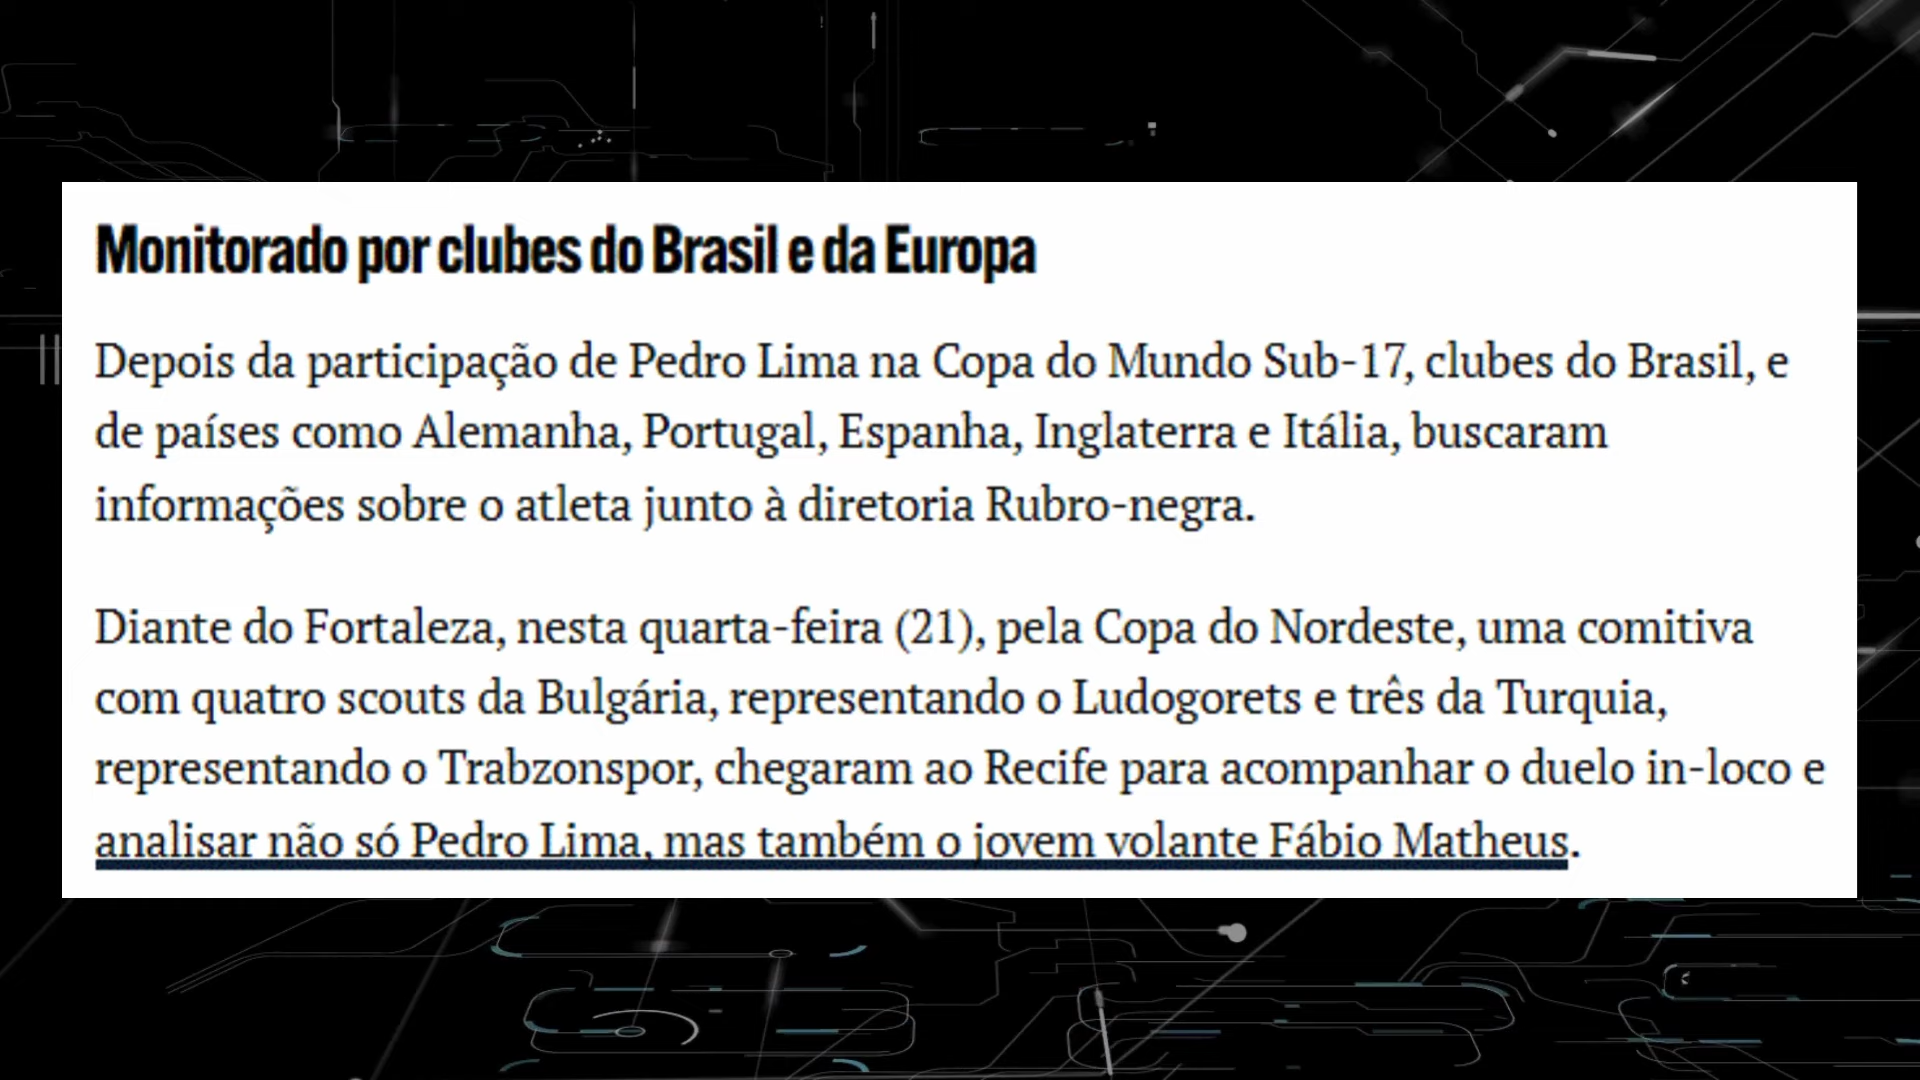 Monitorado por clubes do Brasil e da Europa
Depois da participação de Pedro Lima na Copa do Mundo Sub-17, clubes do Brasil, e
de países como Alemanha, Portugal, Espanha, Inglaterra e Itália, buscaram
informações sobre o atleta junto à diretoria Rubro-negra.
Diante do Fortaleza, nesta quarta-feira (21), pela Copa do Nordeste, uma comitiva
com quatro scouts da Bulgária, representando o Ludogorets e três da Turquia,
representando o Trabzonspor, chegaram ao Recife para acompanhar o duelo in-loco e
analisar não só Pedro Lima, mas também o jovem volante Fábio Matheus.